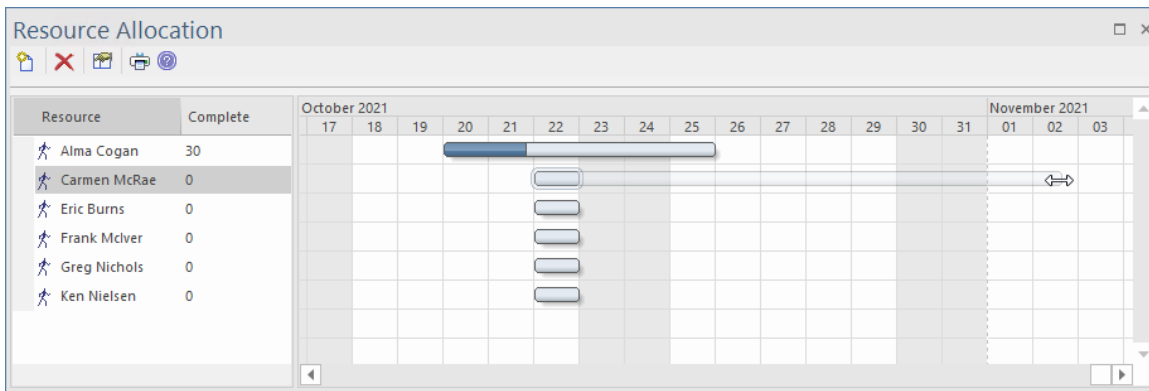 Resource Allocation
Resource Complete
October 2021 November 2021
17 18 19 20 21 22 23 24 25 26 27 28 29 30 31 01 02 03
Alma Cogan 30
Carmen McRae 0
Eric Burns 0
Frank McIver 0
Greg Nichols 0
Ken Nielsen 0